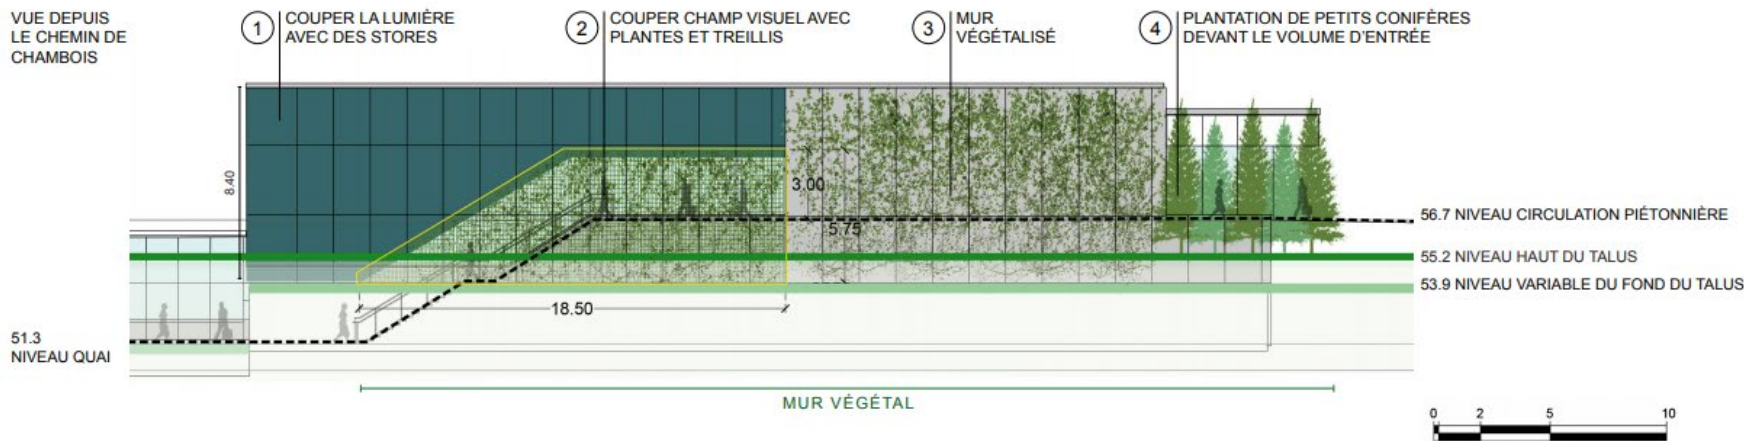 VUE DEPUIS
LE CHEMIN DE
CHAMBOIS
1
COUPER LA LUMIÈRE
AVEC DES STORES
2
COUPER CHAMP VISUEL AVEC
PLANTES ET TREILLIS
3
MUR
VÉGÉTALISÉ
4
PLANTATION DE PETITS CONIFÈRES
DEVANT LE VOLUME D'ENTRÉE
8.40
3.00
5.75
18.50
56.7 NIVEAU CIRCULATION PIÉTONNIÈRE
55.2 NIVEAU HAUT DU TALUS
53.9 NIVEAU VARIABLE DU FOND DU TALUS
51.3
NIVEAU QUAI
MUR VÉGÉTAL
0 2 5 10